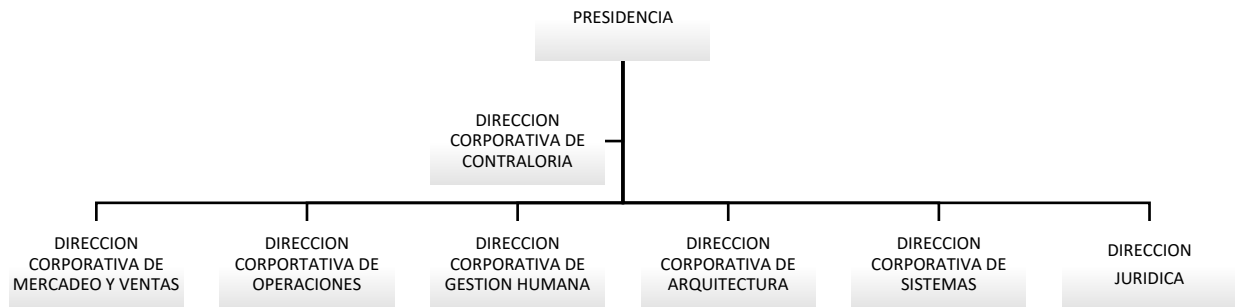 PRESIDENCIA
DIRECCION
CORPORATIVA DE
CONTRALORIA
DIRECCION
CORPORATIVA DE
MERCADEO Y VENTAS
DIRECCION
CORPORTATIVA DE
OPERACIONES
DIRECCION
CORPORATIVA DE
GESTION HUMANA
DIRECCION
CORPORATIVA DE
ARQUITECTURA
DIRECCION
CORPORATIVA DE
SISTEMAS
DIRECCION
JURIDICA